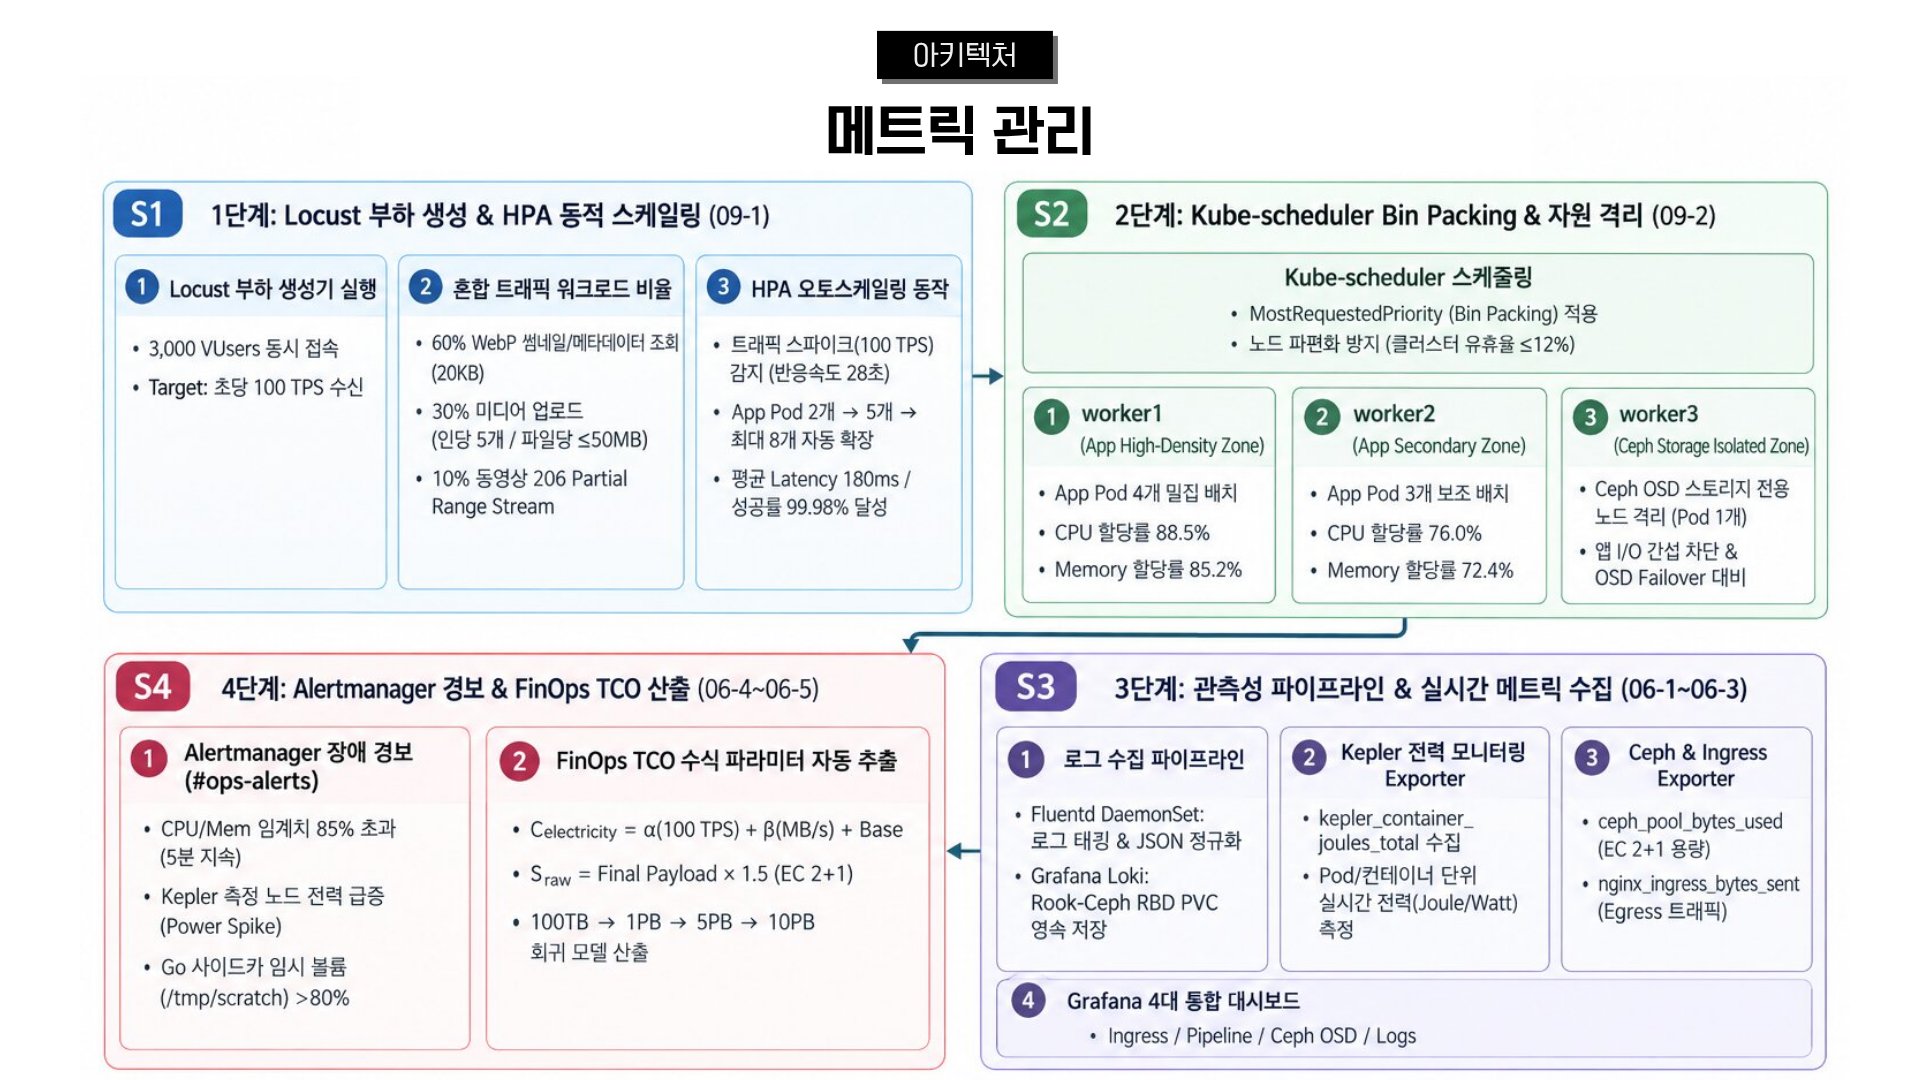 아키텍처
메트릭 관리
S1
1단계: Locust 부하 생성 & HPA 동적 스케일링 (09-1)
1
Locust 부하 생성기 실행
• 3,000 VUsers 동시 접속
• Target: 초당 100 TPS 수신
2
혼합 트래픽 워크로드 비율
• 60% WebP 썸네일/메타데이터 조회
(20KB)
• 30% 미디어 업로드
(인당 5개 / 파일당 ≤50MB)
• 10% 동영상 206 Partial
Range Stream
3
HPA 오토스케일링 동작
• 트래픽 스파이크(100 TPS)
감지 (반응속도 28초)
• App Pod 2개 → 5개 →
최대 8개 자동 확장
• 평균 Latency 180ms /
성공률 99.98% 달성
S2
2단계: Kube-scheduler Bin Packing & 자원 격리 (09-2)
Kube-scheduler 스케줄링
• MostRequestedPriority (Bin Packing) 적용
• 노드 파편화 방지 (클러스터 유휴율 ≤12%)
1
worker1
(App High-Density Zone)
• App Pod 4개 밀집 배치
• CPU 할당률 88.5%
• Memory 할당률 85.2%
2
worker2
(App Secondary Zone)
• App Pod 3개 보조 배치
• CPU 할당률 76.0%
• Memory 할당률 72.4%
3
worker3
(Ceph Storage Isolated Zone)
• Ceph OSD 스토리지 전용
노드 격리 (Pod 1개)
• 앱 I/O 간섭 차단 &
OSD Failover 대비
S4
4단계: Alertmanager 경보 & FinOps TCO 산출 (06-4~06-5)
1
Alertmanager 장애 경보
(#ops-alerts)
• CPU/Mem 임계치 85% 초과
(5분 지속)
• Kepler 측정 노드 전력 급증
(Power Spike)
• Go 사이드카 임시 볼륨
(/tmp/scratch) >80%
2
FinOps TCO 수식 파라미터 자동 추출
• Celectricity = α(100 TPS) + β(MB/s) + Base
• Sraw = Final Payload × 1.5 (EC 2+1)
• 100TB → 1PB → 5PB → 10PB
회귀 모델 산출
S3
3단계: 관측성 파이프라인 & 실시간 메트릭 수집 (06-1~06-3)
1
로그 수집 파이프라인
• Fluentd DaemonSet:
로그 태킹 & JSON 정규화
• Grafana Loki:
Rook-Ceph RBD PVC
영속 저장
2
Kepler 전력 모니터링
Exporter
• kepler_container_
joules_total 수집
• Pod/컨테이너 단위
실시간 전력(Joule/Watt)
측정
3
Ceph & Ingress
Exporter
• ceph_pool_bytes_used
(EC 2+1 용량)
• nginx_ingress_bytes_sent
(Egress 트래픽)
4
Grafana 4대 통합 대시보드
• Ingress / Pipeline / Ceph OSD / Logs